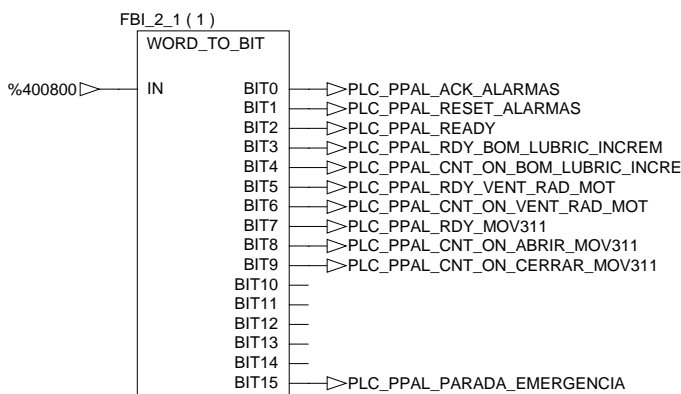 FBI_2_1 ( 1 )
WORD_TO_BIT
%400800 IN BIT0 PLC_PPAL_ACK_ALARMAS
BIT1 PLC_PPAL_RESET_ALARMAS
BIT2 PLC_PPAL_READY
BIT3 PLC_PPAL_RDY_BOM_LUBRIC_INCREM
BIT4 PLC_PPAL_CNT_ON_BOM_LUBRIC_INCRE
BIT5 PLC_PPAL_RDY_VENT_RAD_MOT
BIT6 PLC_PPAL_CNT_ON_VENT_RAD_MOT
BIT7 PLC_PPAL_RDY_MOV311
BIT8 PLC_PPAL_CNT_ON_ABRIR_MOV311
BIT9 PLC_PPAL_CNT_ON_CERRAR_MOV311
BIT10
BIT11
BIT12
BIT13
BIT14
BIT15 PLC_PPAL_PARADA_EMERGENCIA